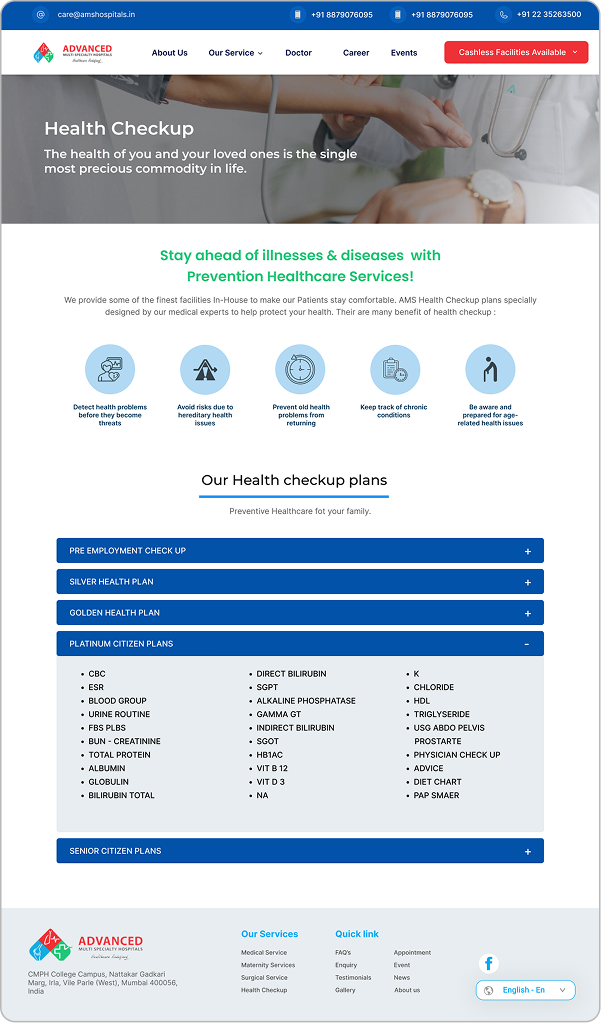 care@amshospitals.in
+91 8879076095
+91 8879076095
+91 22 35263500
ADVANCED
MULTI SPECIALTY HOSPITALS
Healthcare Redefined
About Us
Our Service
Doctor
Career
Events
Cashless Facilities Available
Health Checkup
The health of you and your loved ones is the single
most precious commodity in life.
Stay ahead of illnesses & diseases with
Prevention Healthcare Services!
We provide some of the finest facilities In-House to make our Patients stay comfortable. AMS Health Checkup plans specially
designed by our medical experts to help protect your health. Their are many benefit of health checkup :
Detect health problems
before they become
threats
Avoid risks due to
hereditary health
issues
Prevent old health
problems from
returning
Keep track of chronic
conditions
Be aware and
prepared for age-
related health issues
Our Health checkup plans
Preventive Healthcare fot your family.
PRE EMPLOYMENT CHECK UP +
SILVER HEALTH PLAN +
GOLDEN HEALTH PLAN +
PLATINUM CITIZEN PLANS -
• CBC
• ESR
• BLOOD GROUP
• URINE ROUTINE
• FBS PLBS
• BUN - CREATININE
• TOTAL PROTEIN
• ALBUMIN
• GLOBULIN
• BILIRUBIN TOTAL
• DIRECT BILIRUBIN
• SGPT
• ALKALINE PHOSPHATASE
• GAMMA GT
• INDIRECT BILIRUBIN
• SGOT
• HB1AC
• VIT B 12
• VIT D 3
• NA
• K
• CHLORIDE
• HDL
• TRIGLYSERIDE
• USG ABDO PELVIS
PROSTARTE
• PHYSICIAN CHECK UP
• ADVICE
• DIET CHART
• PAP SMAER
SENIOR CITIZEN PLANS +
ADVANCED
MULTI SPECIALTY HOSPITALS
Healthcare Redefined
CMPH College Campus, Nattakar Gadkari
Marg, Irla, Vile Parle (West), Mumbai 400056,
India
Our Services
Medical Service
Maternity Services
Surgical Service
Health Checkup
Quick link
FAQ's
Enquiry
Testimonials
Gallery
Appointment
Event
News
About us
English - En